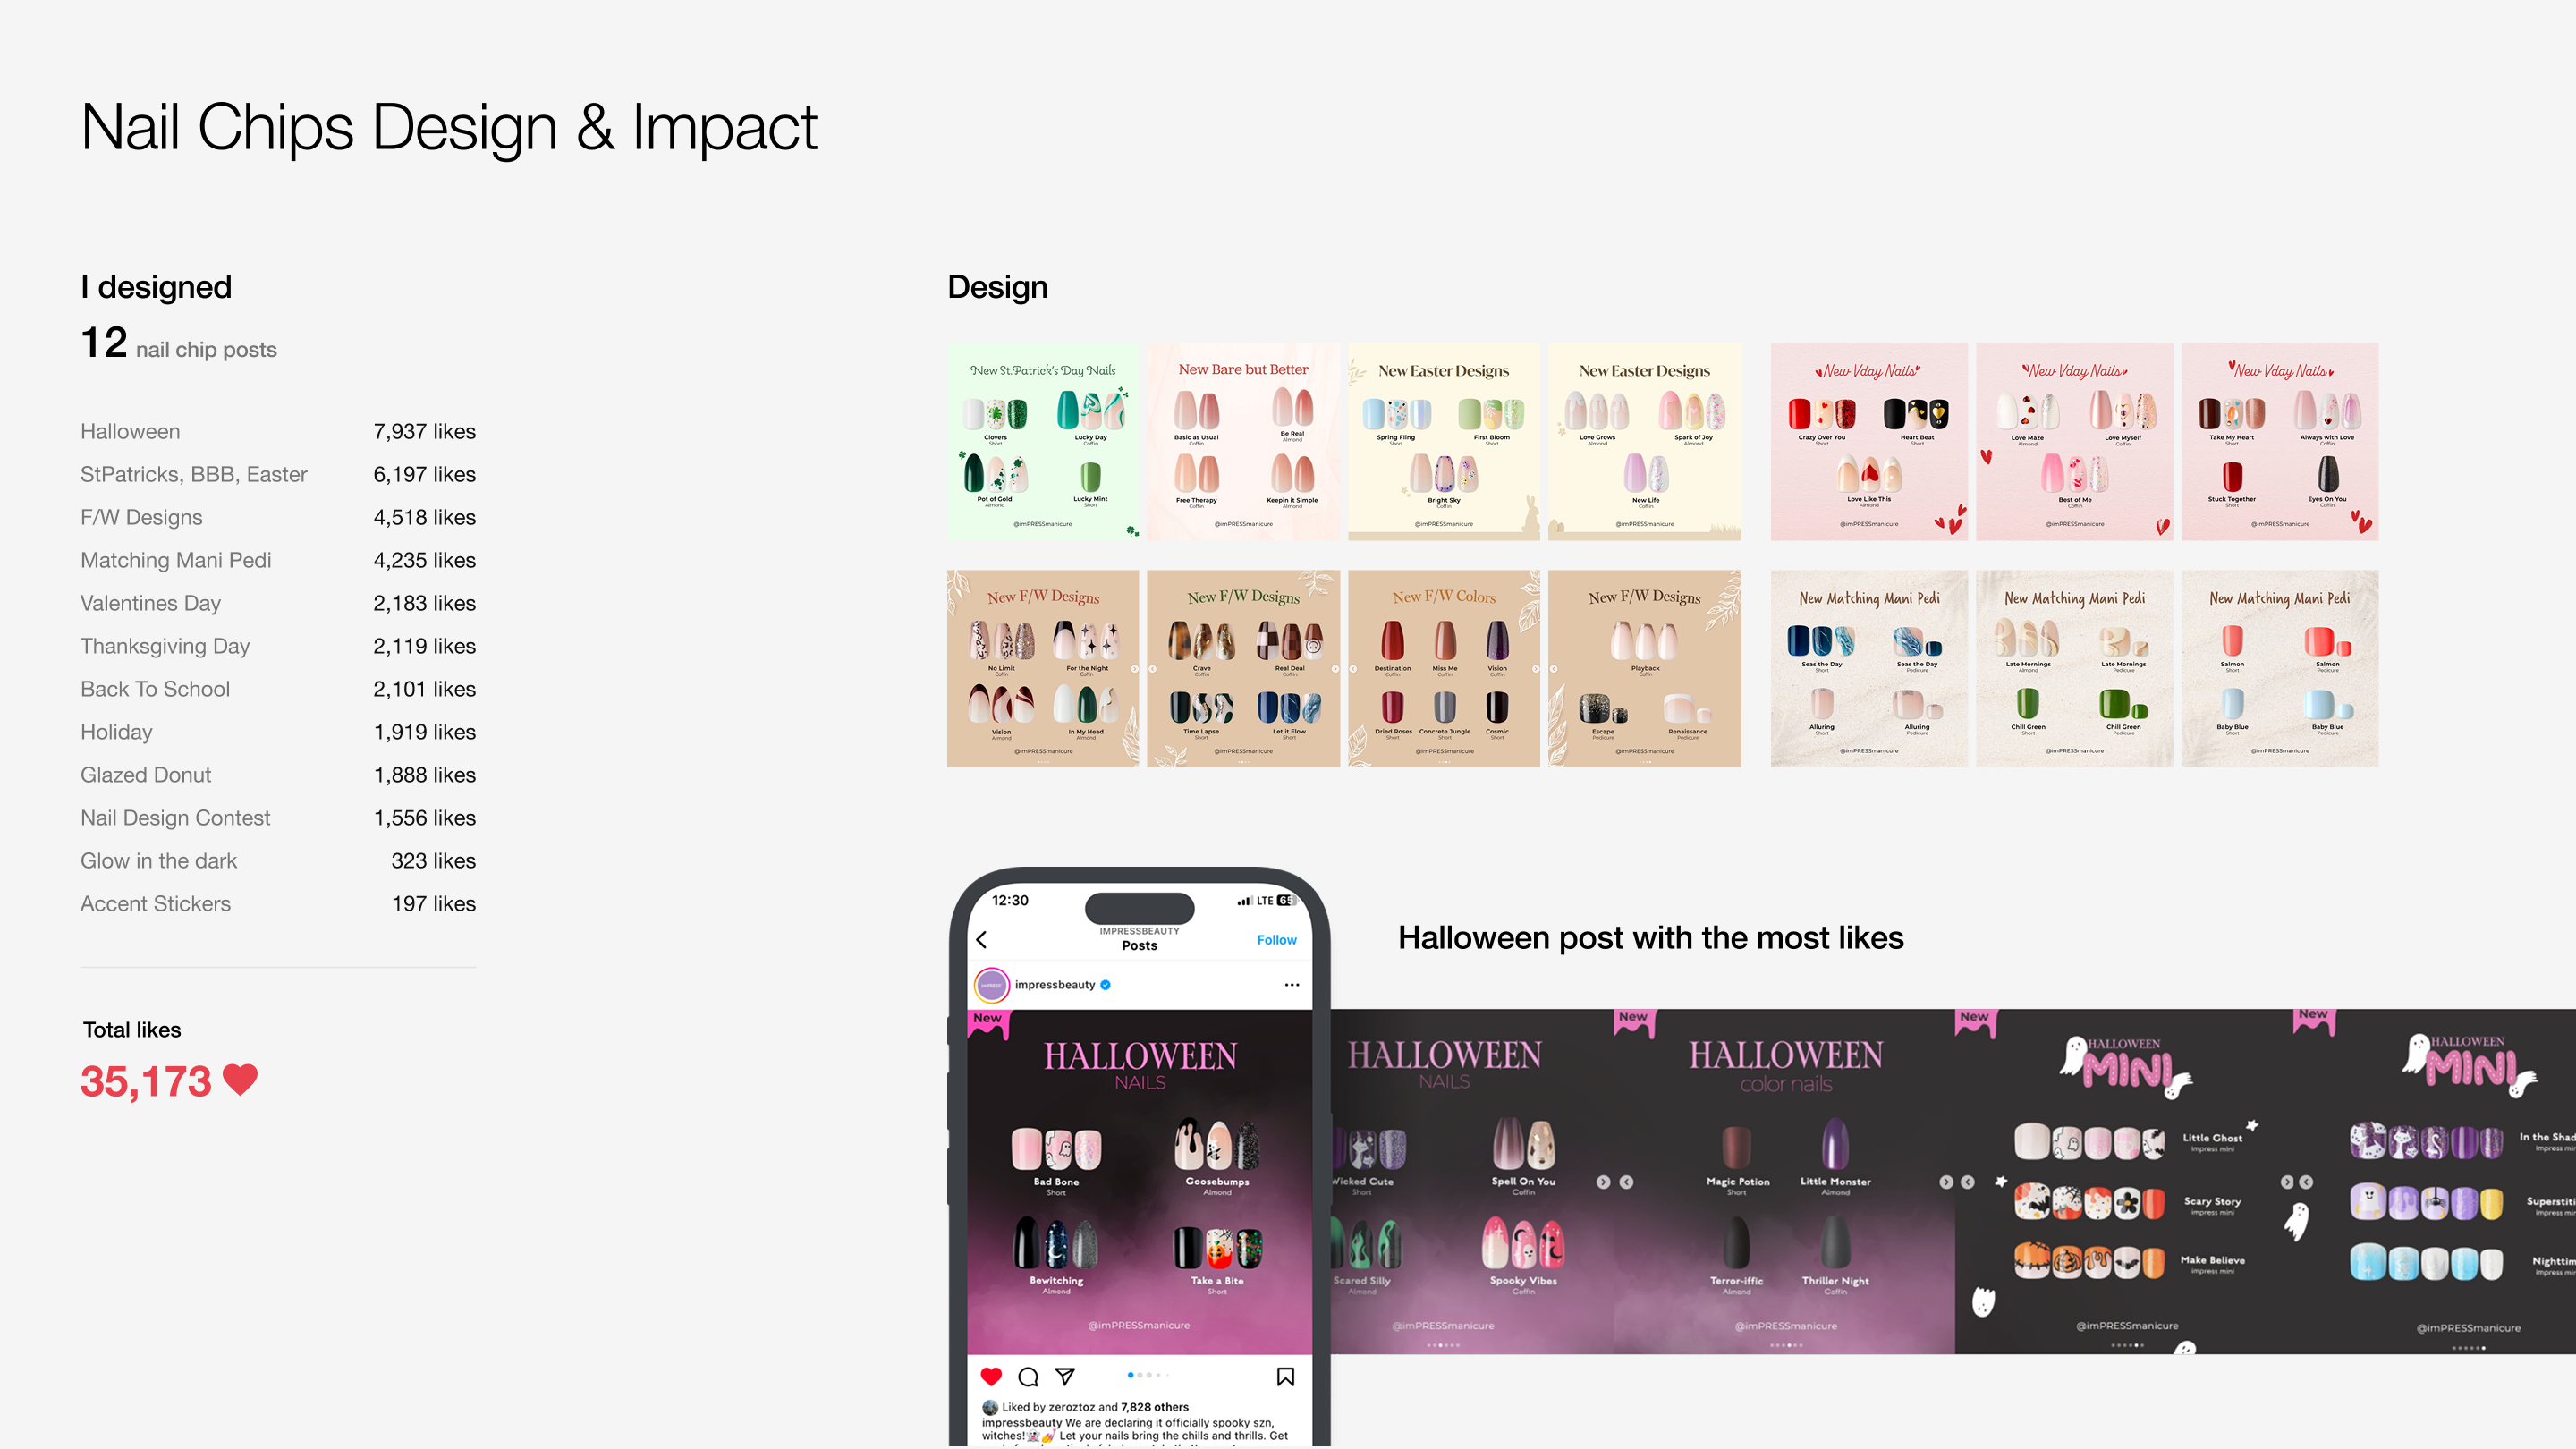 Nail Chips Design & Impact
I designed
12 nail chip posts
Halloween 7,937 likes
StPatricks, BBB, Easter 6,197 likes
F/W Designs 4,518 likes
Matching Mani Pedi 4,235 likes
Valentines Day 2,183 likes
Thanksgiving Day 2,119 likes
Back To School 2,101 likes
Holiday 1,919 likes
Glazed Donut 1,888 likes
Nail Design Contest 1,556 likes
Glow in the dark 323 likes
Accent Stickers 197 likes
Total likes
35,173
Design
New St.Patrick's Day Nails
Clovers
Short
Lucky Day
Coffin
Pot of Gold
Almond
Lucky Mint
Short
@imPRESSmanicure
New Bare but Better
Basic as Usual
Coffin
Be Real
Almond
Free Therapy
Coffin
Keepin it Simple
Almond
@imPRESSmanicure
New Easter Designs
Spring Fling
Short
First Bloom
Short
Bright Sky
Coffin
New Easter Designs
Love Grows
Almond
Spark of Joy
Almond
New Life
Coffin
New Vday Nails
Crazy Over You
Short
Heart Beat
Short
Love Like This
Almond
@imPRESSmanicure
New Vday Nails
Love Maze
Almond
Love Myself
Coffin
Best of Me
Coffin
@imPRESSmanicure
New Vday Nails
Take My Heart
Short
Always with Love
Coffin
Stuck Together
Short
Eyes On You
Coffin
@imPRESSmanicure
New F/W Designs
No Limit
Coffin
For the Night
Coffin
Vision
Almond
In My Head
Almond
@imPRESSmanicure
New F/W Designs
Crave
Coffin
Real Deal
Coffin
Time Lapse
Short
Let it Flow
Short
@imPRESSmanicure
New F/W Colors
Destination
Coffin
Miss Me
Coffin
Vision
Coffin
Dried Roses
Short
Concrete Jungle
Short
Cosmic
Short
@imPRESSmanicure
New F/W Designs
Playback
Coffin
Escape
Pedicure
Renaissance
Pedicure
@imPRESSmanicure
New Matching Mani Pedi
Seas the Day
Short
Seas the Day
Pedicure
Alluring
Short
Alluring
Pedicure
@imPRESSmanicure
New Matching Mani Pedi
Late Mornings
Almond
Late Mornings
Pedicure
Chill Green
Short
Chill Green
Pedicure
@imPRESSmanicure
New Matching Mani Pedi
Salmon
Short
Salmon
Pedicure
Baby Blue
Short
Baby Blue
Pedicure
@imPRESSmanicure
Halloween post with the most likes
12:30
LTE
IMPRESSBEAUTY
Posts
Follow
impressbeauty
New
HALLOWEEN
NAILS
Bad Bone
Short
Goosebumps
Almond
Bewitching
Almond
Take a Bite
Short
@imPRESSmanicure
Liked by zeroztoz and 7,828 others
impressbeauty We are declaring it officially spooky szn,
witches!👻💅 Let your nails bring the chills and thrills. Get
HALLOWEEN
NAILS
Wicked Cute
Short
Spell On You
Coffin
Scared Silly
Almond
Spooky Vibes
Coffin
@imPRESSmanicure
New
HALLOWEEN
color nails
Magic Potion
Short
Little Monster
Almond
Terror-iffic
Almond
Thriller Night
Coffin
@imPRESSmanicure
New
HALLOWEEN
MINI
Little Ghost
impress mini
Scary Story
impress mini
Make Believe
impress mini
@imPRESSmanicure
New
HALLOWEEN
MINI
In the Shad
impress min
Superstiti
impress min
Nighttim
impress min
@imPRESSmanicure